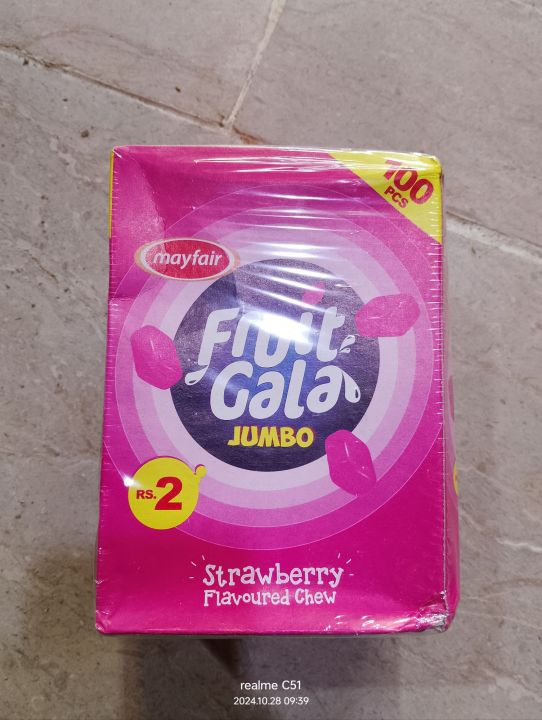 100
PCS
mayfair
Fruit
Gala
JUMBO
RS. 2
Strawberry
Flavoured Chew
realme C51
2024.10.28 09:39